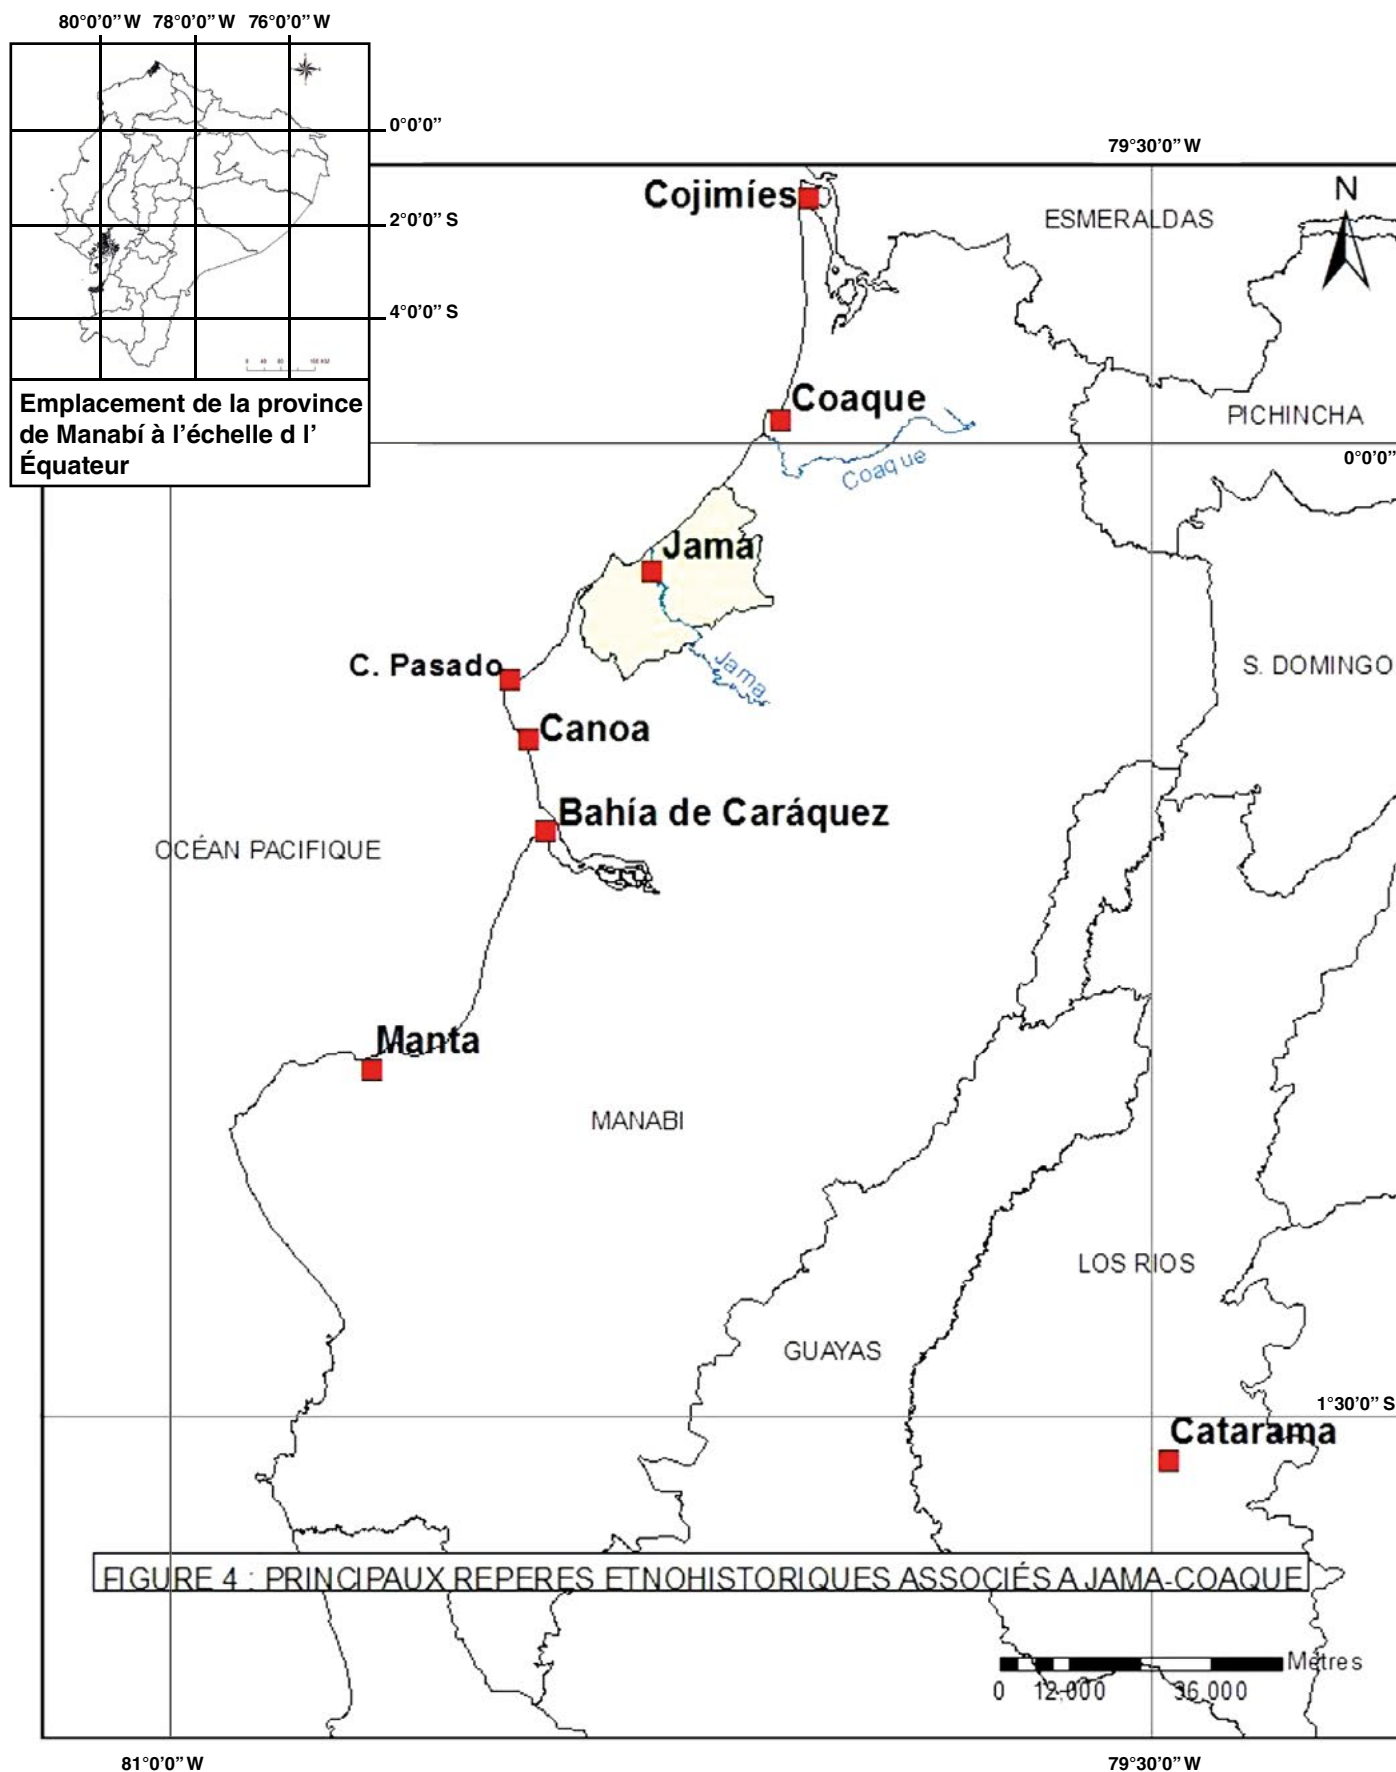 80°0'0" W 78°0'0" W 76°0'0" W
0°0'0"
2°0'0" S
4°0'0" S
Emplacement de la province
de Manabí à l'échelle d l'
Équateur
79°30'0" W
N
Cojimíes
ESMERALDAS
Coaque
PICHINCHA
0°0'0"
Coaque
Jama
C. Pasado
Jama
S. DOMINGO
Canoa
Bahía de Caráquez
OCÉAN PACIFIQUE
Manta
MANABI
LOS RIOS
GUAYAS
1°30'0" S
Catarama
FIGURE 4 : PRINCIPAUX REPERES ETNOHISTORIQUES ASSOCIÉS A JAMA-COAQUE
Métres
0 12.000 36.000
81°0'0" W
79°30'0" W